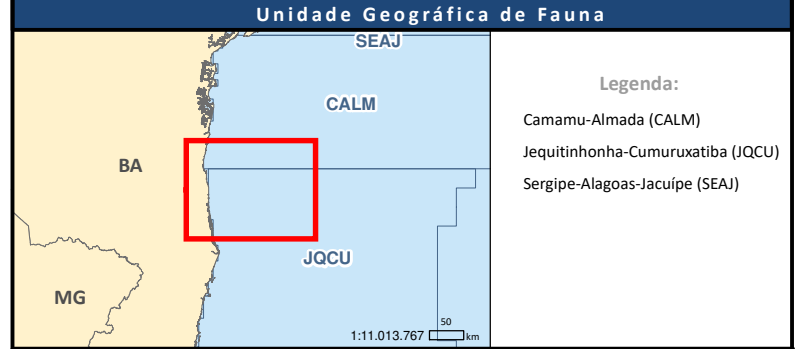 Unidade Geográfica de Fauna
SEAJ
CALM
BA
JQCU
MG
50
1:11.013.767 km
Legenda:
Camamu-Almada (CALM)
Jequitinhonha-Cumuruxatiba (JQCU)
Sergipe-Alagoas-Jacuípe (SEAJ)